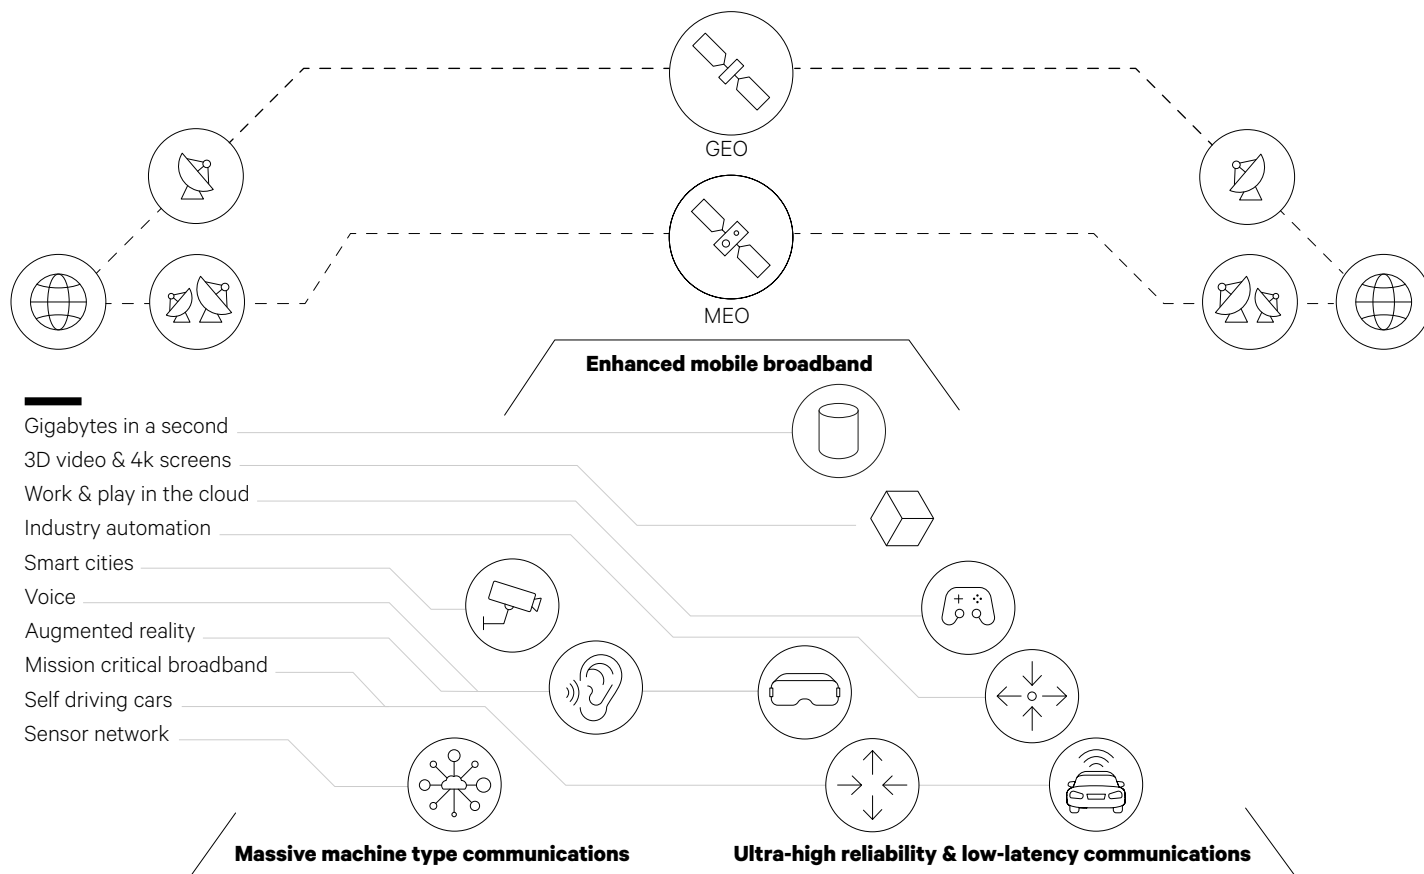 GEO
MEO
Enhanced mobile broadband
Gigabytes in a second
3D video & 4k screens
Work & play in the cloud
Industry automation
Smart cities
Voice
Augmented reality
Mission critical broadband
Self driving cars
Sensor network
Massive machine type communications
Ultra-high reliability & low-latency communications